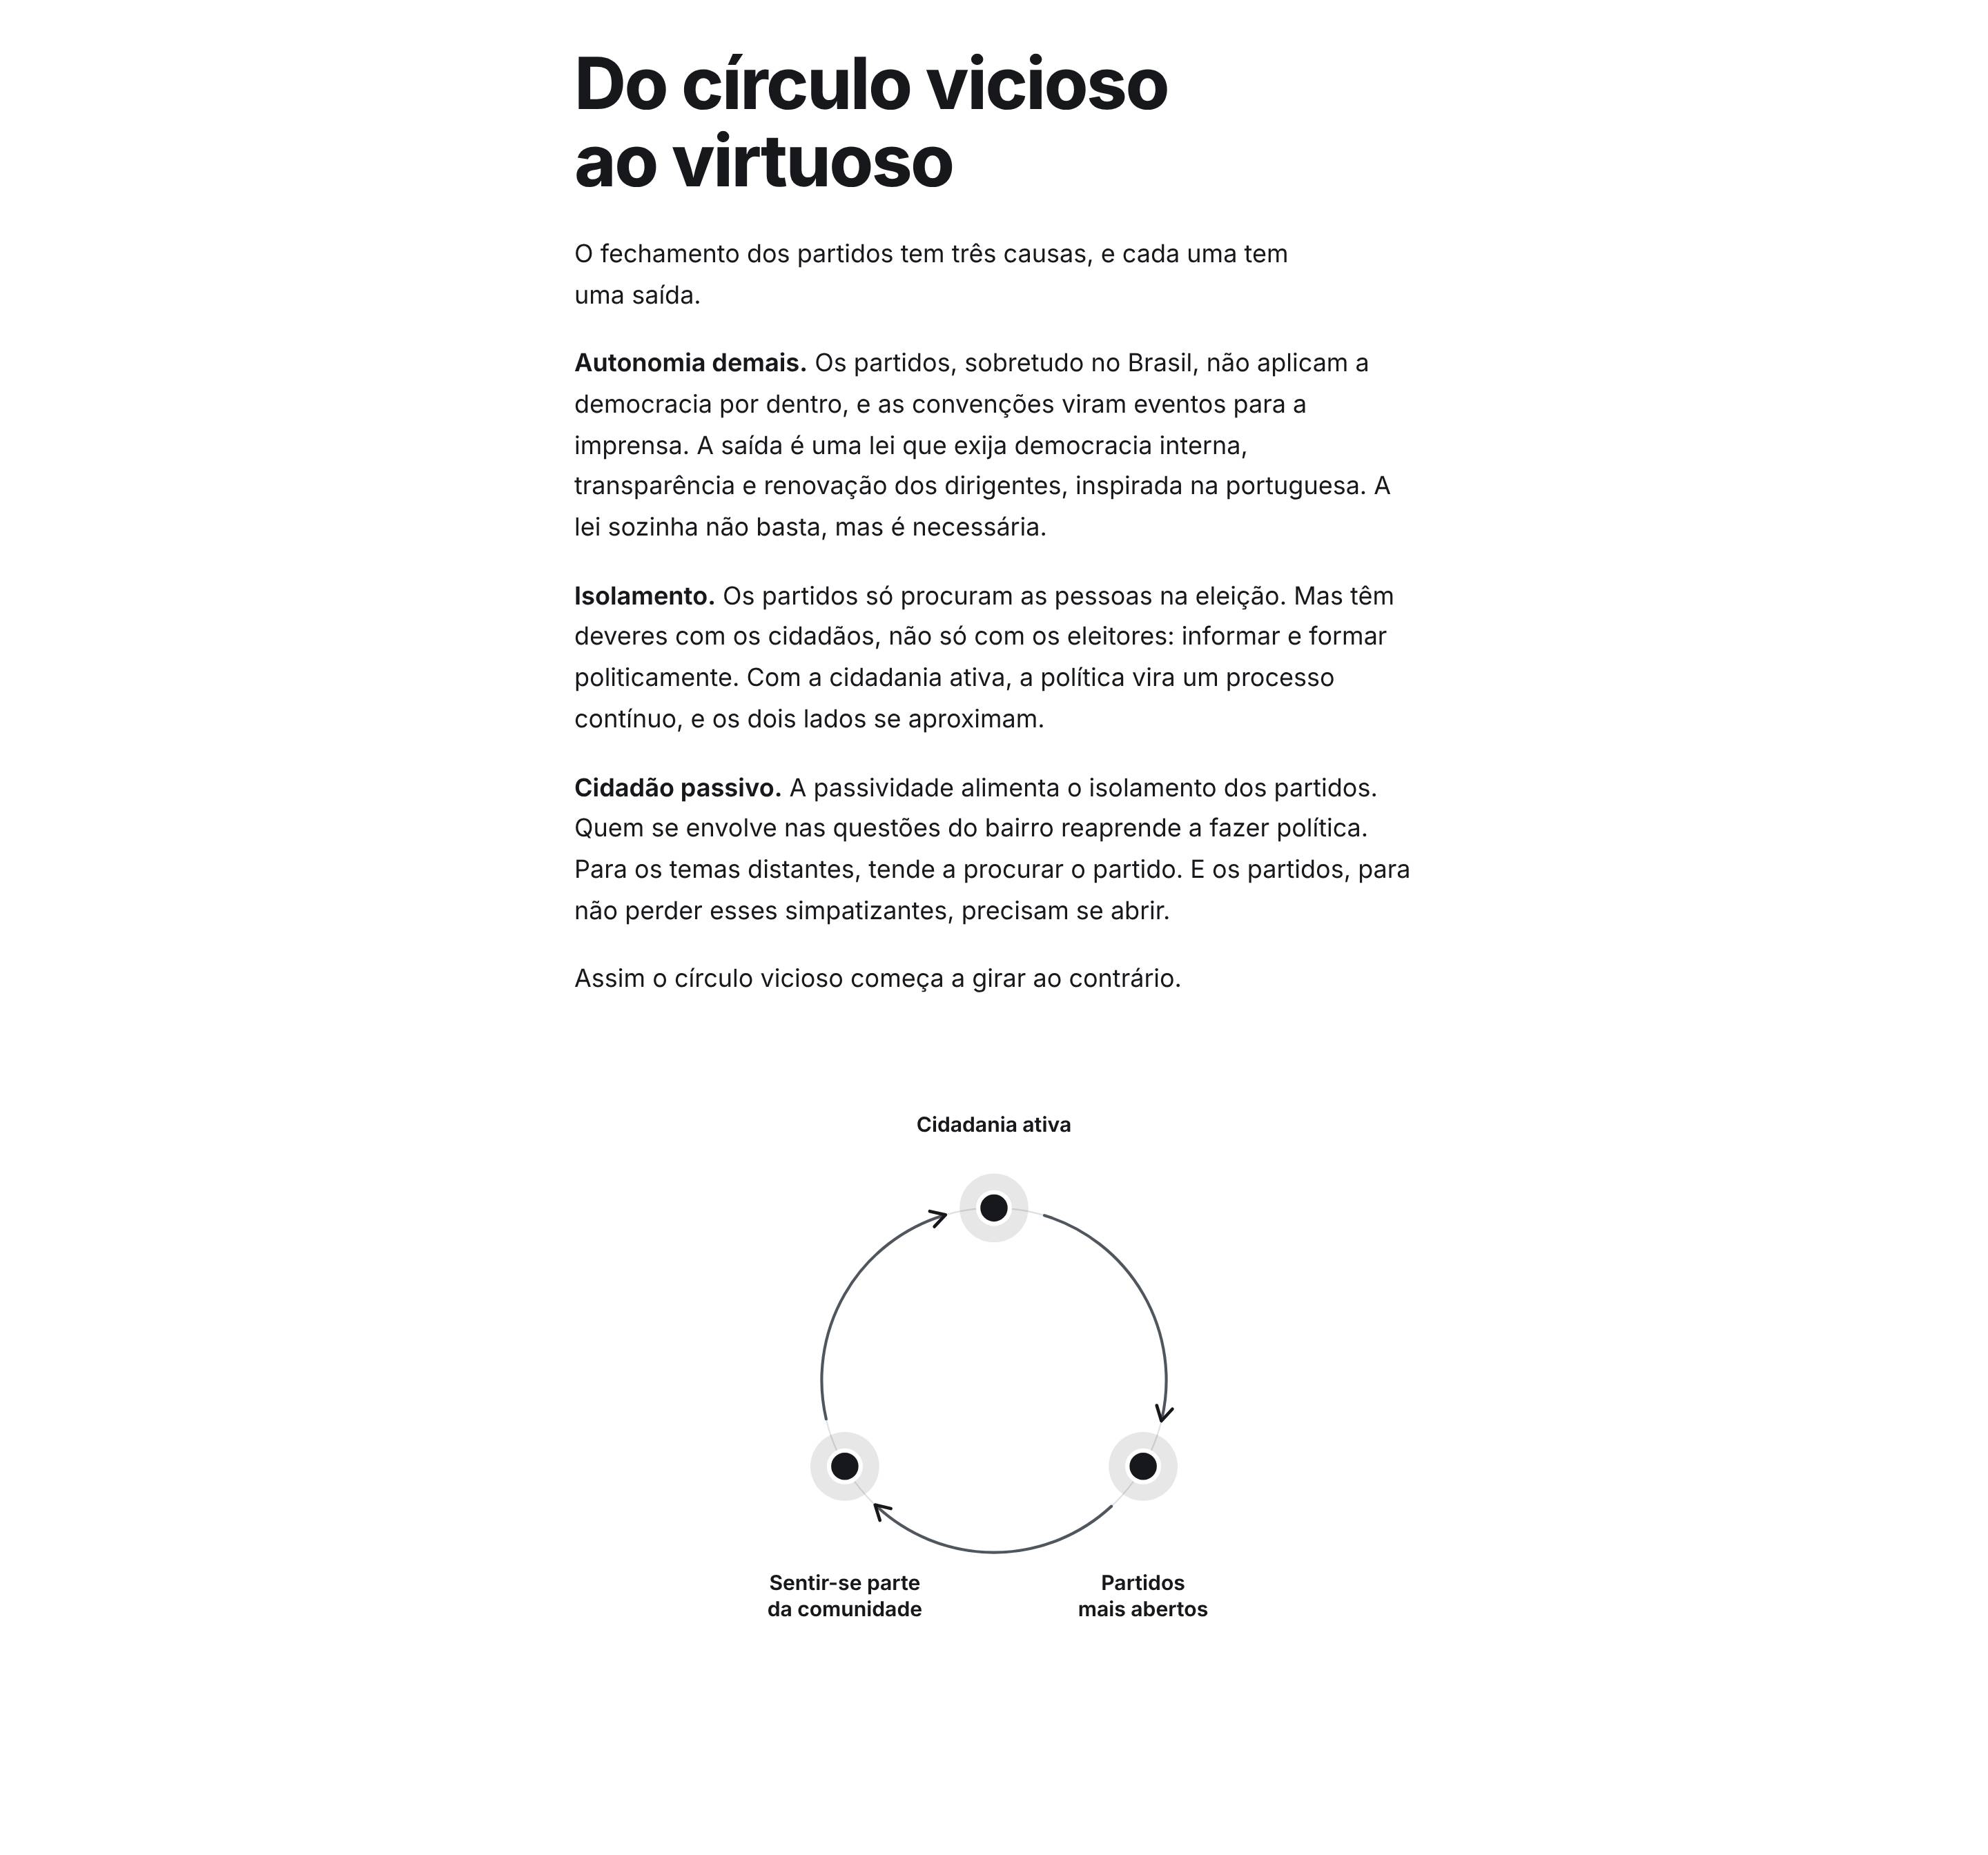 Do círculo vicioso
ao virtuoso
O fechamento dos partidos tem três causas, e cada uma tem
uma saída.
Autonomia demais. Os partidos, sobretudo no Brasil, não aplicam a
democracia por dentro, e as convenções viram eventos para a
imprensa. A saída é uma lei que exija democracia interna,
transparência e renovação dos dirigentes, inspirada na portuguesa. A
lei sozinha não basta, mas é necessária.
Isolamento. Os partidos só procuram as pessoas na eleição. Mas têm
deveres com os cidadãos, não só com os eleitores: informar e formar
politicamente. Com a cidadania ativa, a política vira um processo
contínuo, e os dois lados se aproximam.
Cidadão passivo. A passividade alimenta o isolamento dos partidos.
Quem se envolve nas questões do bairro reaprende a fazer política.
Para os temas distantes, tende a procurar o partido. E os partidos, para
não perder esses simpatizantes, precisam se abrir.
Assim o círculo vicioso começa a girar ao contrário.
Cidadania ativa
Sentir-se parte
da comunidade
Partidos
mais abertos